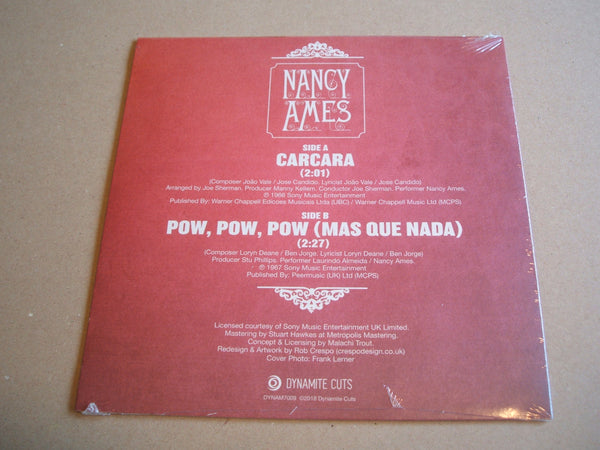 NANCY
AMES
SIDE A
CARCARA
(2:01)
(Composer João Vale / Jose Candido. Lyricist João Vale / Jose Candido)
Arranged by Joe Sherman. Producer Manny Kellem. Conductor Joe Sherman. Performer Nancy Ames.
℗ 1966 Sony Music Entertainment
Published By: Warner Chappell Edicoes Musicais Ltda (UBC) / Warner Chappell Music Ltd (MCPS)
SIDE B
POW, POW, POW (MAS QUE NADA)
(2:27)
(Composer Loryn Deane / Ben Jorge. Lyricist Loryn Deane / Ben Jorge)
Producer Stu Phillips. Performer Laurindo Almeida / Nancy Ames.
℗ 1967 Sony Music Entertainment
Published By: Peermusic (UK) Ltd (MCPS)
Licensed courtesy of Sony Music Entertainment UK Limited.
Mastering by Stuart Hawkes at Metropolis Mastering.
Concept & Licensing by Malachi Trout.
Redesign & Artwork by Rob Crespo (crespodesign.co.uk)
Cover Photo: Frank Lerner
DYNAMITE CUTS
DYNAM7009 ©2018 Dynamite Cuts